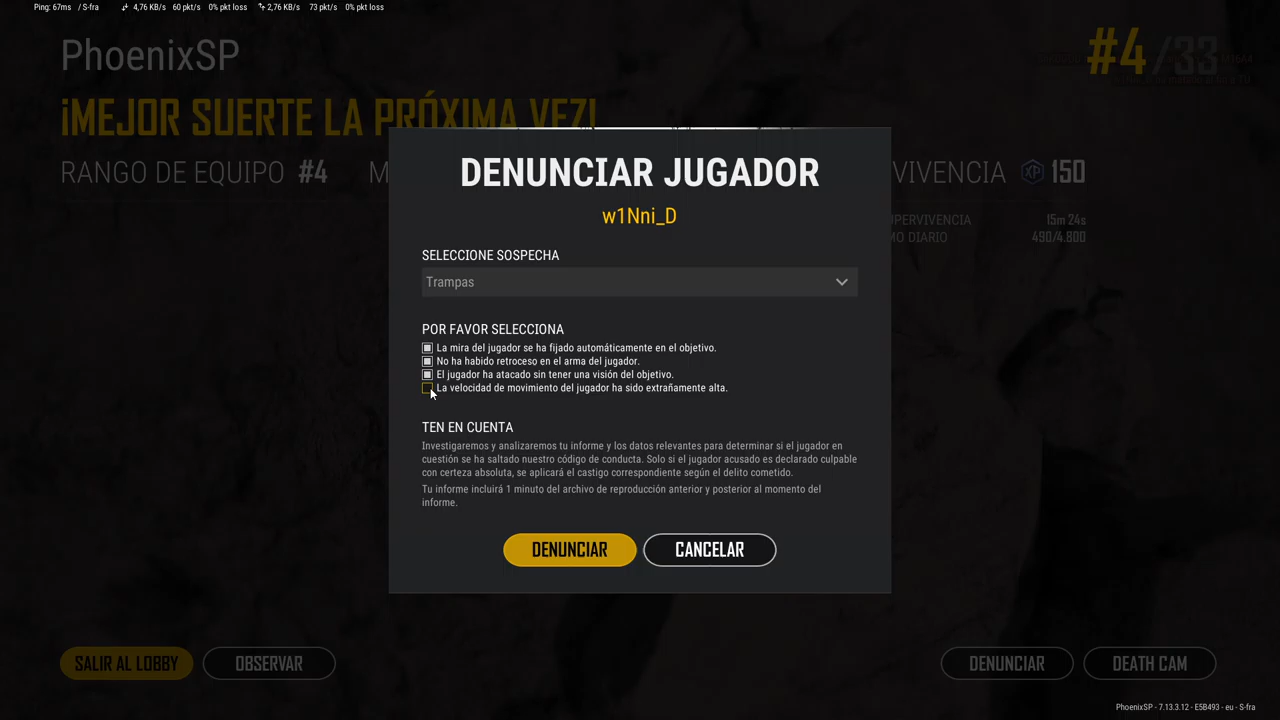 Ping: 67ms / S-fra 4,76 KB/s 60 pkt/s 0% pkt loss 2,76 KB/s 73 pkt/s 0% pkt loss
PhoenixSP
#4 /33
¡MEJOR SUERTE LA PRÓXIMA VEZ!
RANGO DE EQUIPO #4
VIVENCIA XP 150
PERVIVENCIA 15m 24s
MO DIARIO 490/4.800
DENUNCIAR JUGADOR
w1Nni_D
SELECCIONE SOSPECHA
Trampas
POR FAVOR SELECCIONA
La mira del jugador se ha fijado automáticamente en el objetivo.
No ha habido retroceso en el arma del jugador.
El jugador ha atacado sin tener una visión del objetivo.
La velocidad de movimiento del jugador ha sido extrañamente alta.
TEN EN CUENTA
Investigaremos y analizaremos tu informe y los datos relevantes para determinar si el jugador en
cuestión se ha saltado nuestro código de conducta. Solo si el jugador acusado es declarado culpable
con certeza absoluta, se aplicará el castigo correspondiente según el delito cometido.
Tu informe incluirá 1 minuto del archivo de reproducción anterior y posterior al momento del
informe.
DENUNCIAR CANCELAR
SALIR AL LOBBY OBSERVAR DENUNCIAR DEATH CAM
PhoenixSP - 7.13.3.12 - E5B493 - eu - S-fra